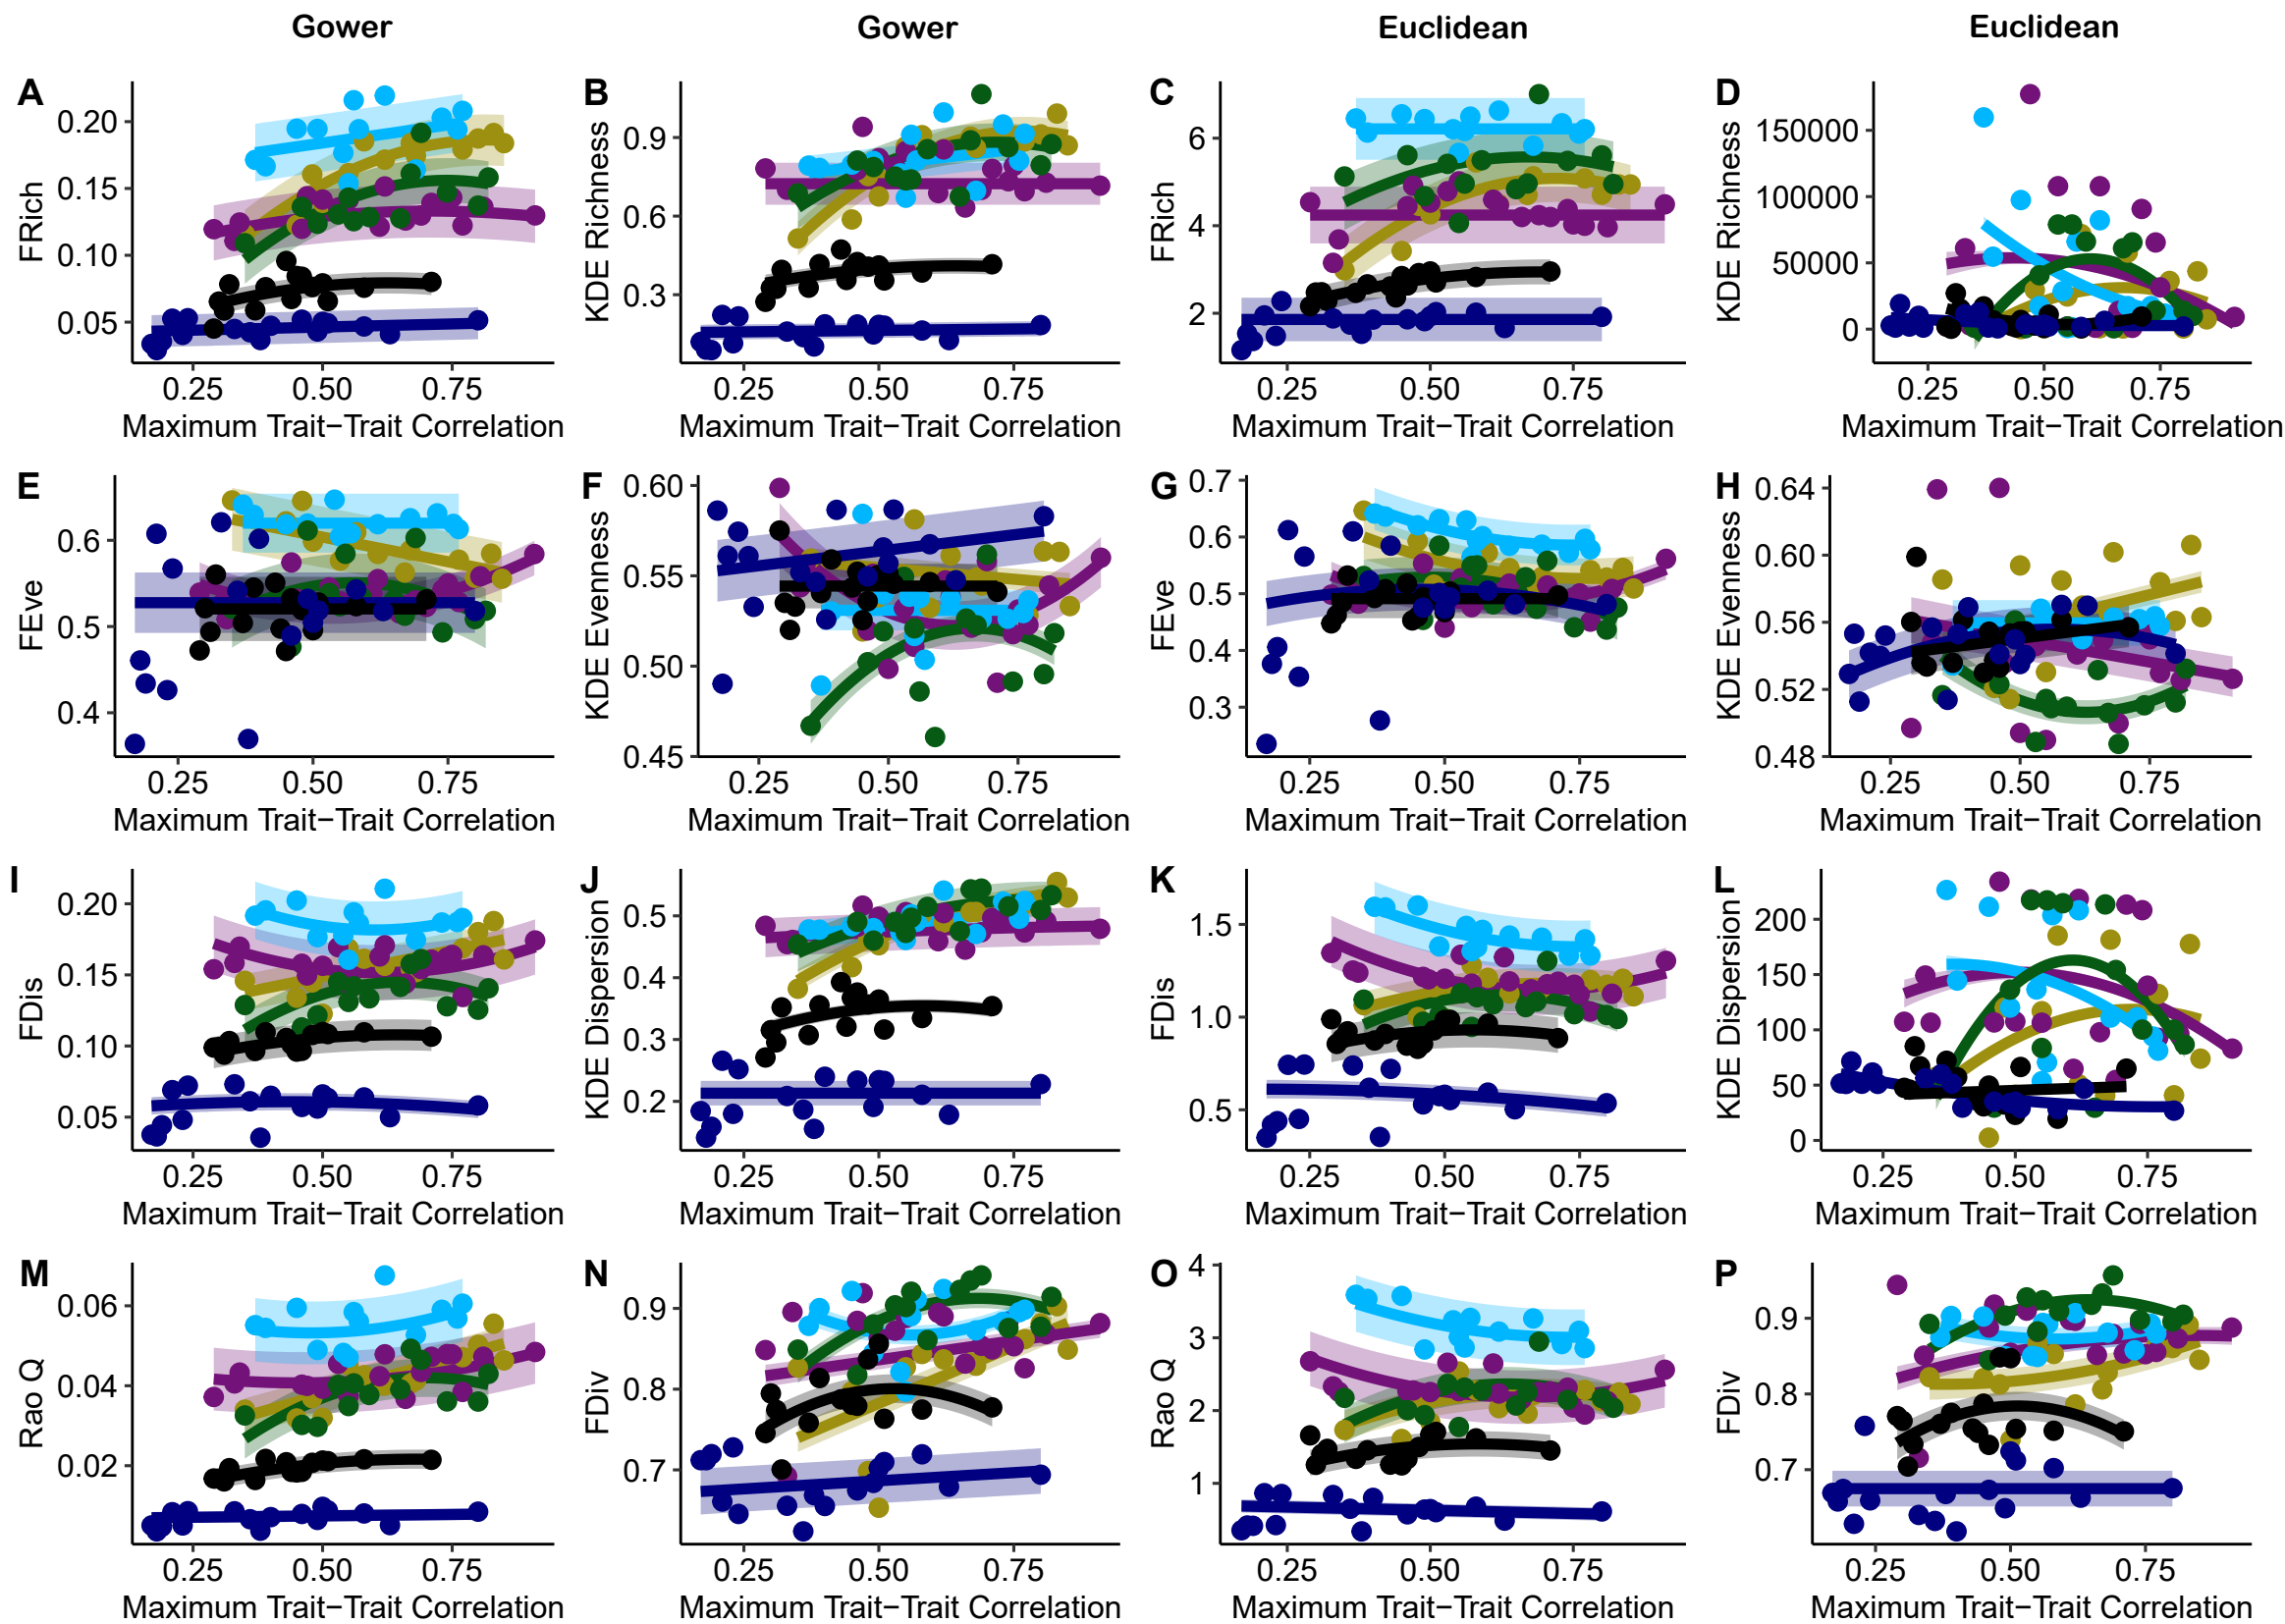 Gower Gower Euclidean Euclidean
A B C D
FRich KDE Richness FRich KDE Richness
0.20 0.9 6 150000
0.15 0.6 4 100000
0.10 0.3 2 50000
0.05 0
0.25 0.50 0.75 0.25 0.50 0.75 0.25 0.50 0.75 0.25 0.50 0.75
Maximum Trait−Trait Correlation Maximum Trait−Trait Correlation Maximum Trait−Trait Correlation Maximum Trait−Trait Correlation
E F G H
FEve KDE Evenness FEve KDE Evenness
0.6 0.60 0.7 0.64
0.5 0.55 0.6 0.60
0.4 0.50 0.5 0.56
0.45 0.4 0.52
0.3 0.48
0.25 0.50 0.75 0.25 0.50 0.75 0.25 0.50 0.75 0.25 0.50 0.75
Maximum Trait−Trait Correlation Maximum Trait−Trait Correlation Maximum Trait−Trait Correlation Maximum Trait−Trait Correlation
I J K L
FDis KDE Dispersion FDis KDE Dispersion
0.20 0.5 1.5 200
0.15 0.4 1.0 150
0.10 0.3 0.5 100
0.05 0.2 50
0
0.25 0.50 0.75 0.25 0.50 0.75 0.25 0.50 0.75 0.25 0.50 0.75
Maximum Trait−Trait Correlation Maximum Trait−Trait Correlation Maximum Trait−Trait Correlation Maximum Trait−Trait Correlation
M N O P
Rao Q FDiv Rao Q FDiv
0.06 0.9 4 0.9
0.04 0.8 3 0.8
0.02 0.7 2 0.7
1
0.25 0.50 0.75 0.25 0.50 0.75 0.25 0.50 0.75 0.25 0.50 0.75
Maximum Trait−Trait Correlation Maximum Trait−Trait Correlation Maximum Trait−Trait Correlation Maximum Trait−Trait Correlation